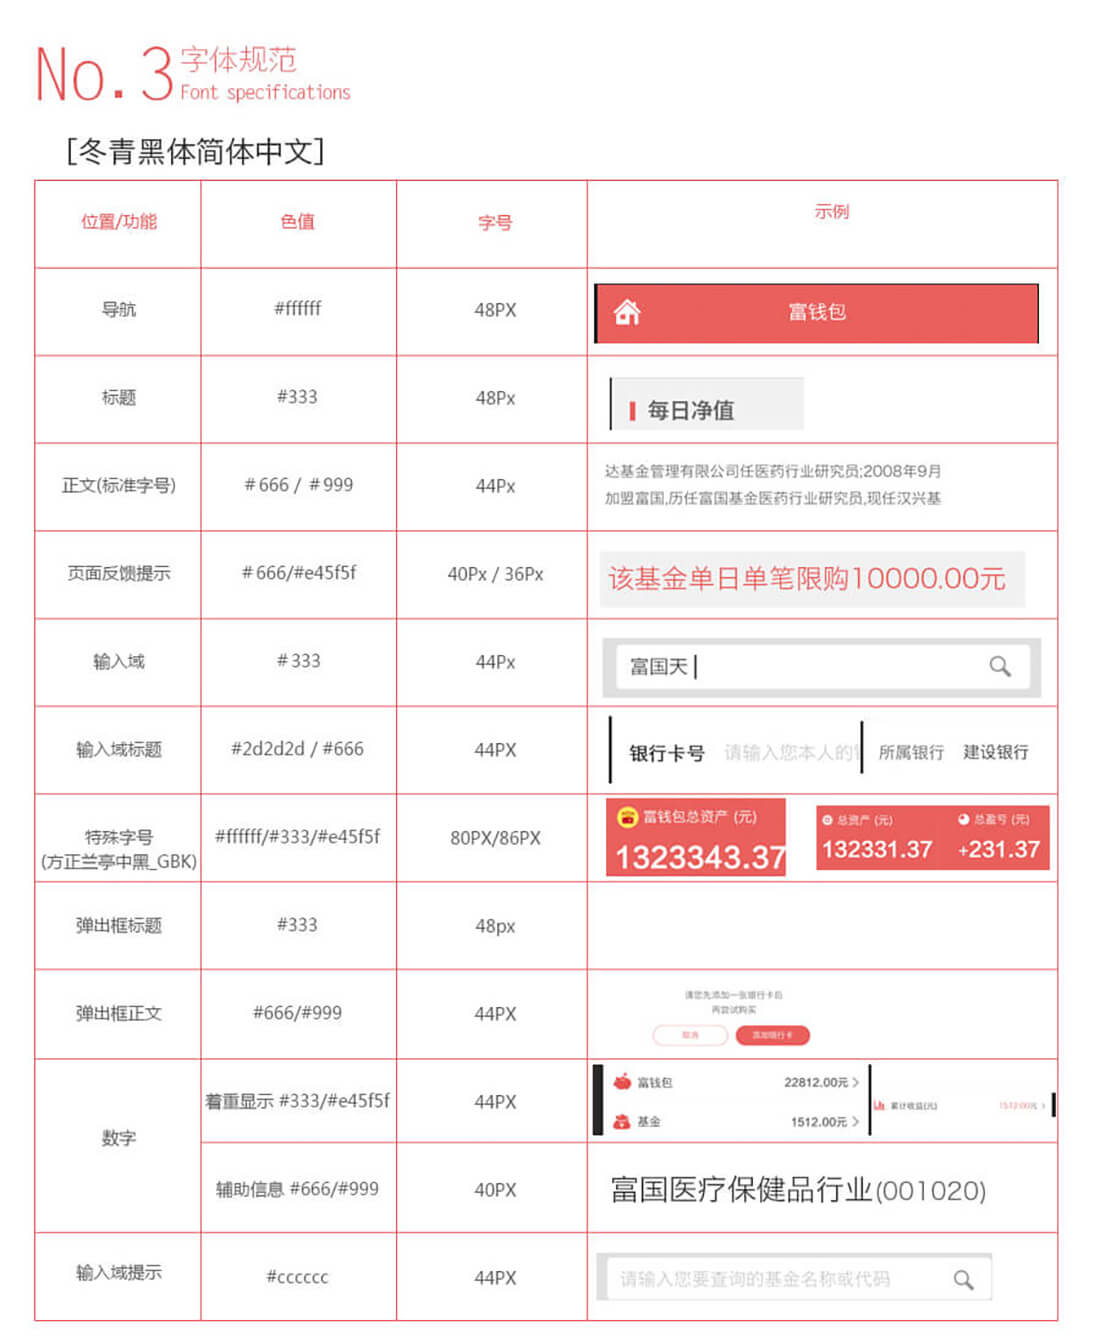 No.3
字体规范
Font specifications
[冬青黑体简体中文]
位置/功能 色值 字号 示例
导航 #ffffff 48PX 富钱包
标题 #333 48Px 每日净值
正文(标准字号) #666 / #999 44Px
达基金管理有限公司任医药行业研究员;2008年9月
加盟富国,历任富国基金医药行业研究员,现任汉兴基
页面反馈提示 #666/#e45f5f 40Px / 36Px 该基金单日单笔限购10000.00元
输入域 #333 44Px 富国天
输入域标题 #2d2d2d / #666 44PX 银行卡号 请输入您本人的 所属银行 建设银行
特殊字号
(方正兰亭中黑_GBK)
#ffffff/#333/#e45f5f 80PX/86PX
富钱包总资产 (元)
1323343.37
总资产 (元) 总盈亏 (元)
132331.37 +231.37
弹出框标题 #333 48px
弹出框正文 #666/#999 44PX
请您先添加一张银行卡后
再尝试购买
取消 添加银行卡
数字
着重显示 #333/#e45f5f 44PX
富钱包 22812.00元
基金 1512.00元
累计收益(元) 1512.00元
辅助信息 #666/#999 40PX 富国医疗保健品行业(001020)
输入域提示 #cccccc 44PX 请输入您要查询的基金名称或代码